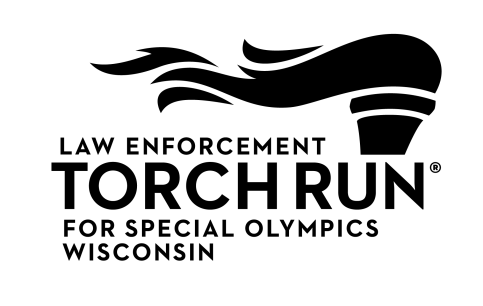 LAW ENFORCEMENT
TORCH RUN®
FOR SPECIAL OLYMPICS
WISCONSIN